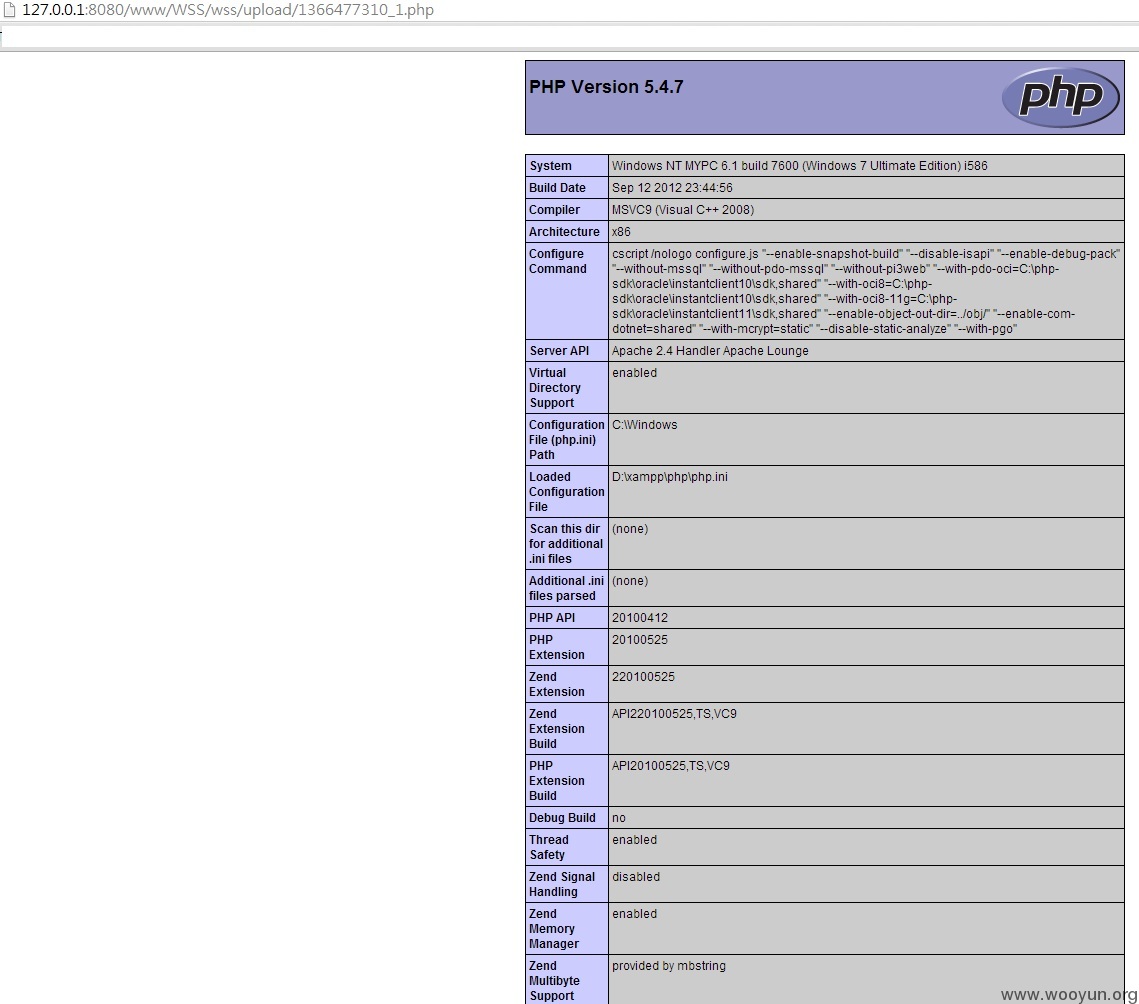 127.0.0.1:8080/www/WSS/wss/upload/1366477310_1.php
PHP Version 5.4.7
php
System Windows NT MYPC 6.1 build 7600 (Windows 7 Ultimate Edition) i586
Build Date Sep 12 2012 23:44:56
Compiler MSVC9 (Visual C++ 2008)
Architecture x86
Configure Command
cscript /nologo configure.js "--enable-snapshot-build" "--disable-isapi" "--enable-debug-pack"
"--without-mssql" "--without-pdo-mssql" "--without-pi3web" "--with-pdo-oci=C:\php-
sdk\oracle\instantclient10\sdk,shared" "--with-oci8=C:\php-
sdk\oracle\instantclient10\sdk,shared" "--with-oci8-11g=C:\php-
sdk\oracle\instantclient11\sdk,shared" "--enable-object-out-dir=../obj/" "--enable-com-
dotnet=shared" "--with-mcrypt=static" "--disable-static-analyze" "--with-pgo"
Server API Apache 2.4 Handler Apache Lounge
Virtual
Directory
Support
enabled
Configuration
File (php.ini)
Path
C:\Windows
Loaded
Configuration
File
D:\xampp\php\php.ini
Scan this dir
for additional
.ini files
(none)
Additional .ini
files parsed
(none)
PHP API 20100412
PHP
Extension
20100525
Zend
Extension
220100525
Zend
Extension
Build
API220100525,TS,VC9
PHP
Extension
Build
API20100525,TS,VC9
Debug Build no
Thread
Safety
enabled
Zend Signal
Handling
disabled
Zend
Memory
Manager
enabled
Zend
Multibyte
Support
provided by mbstring
www.wooyun.org